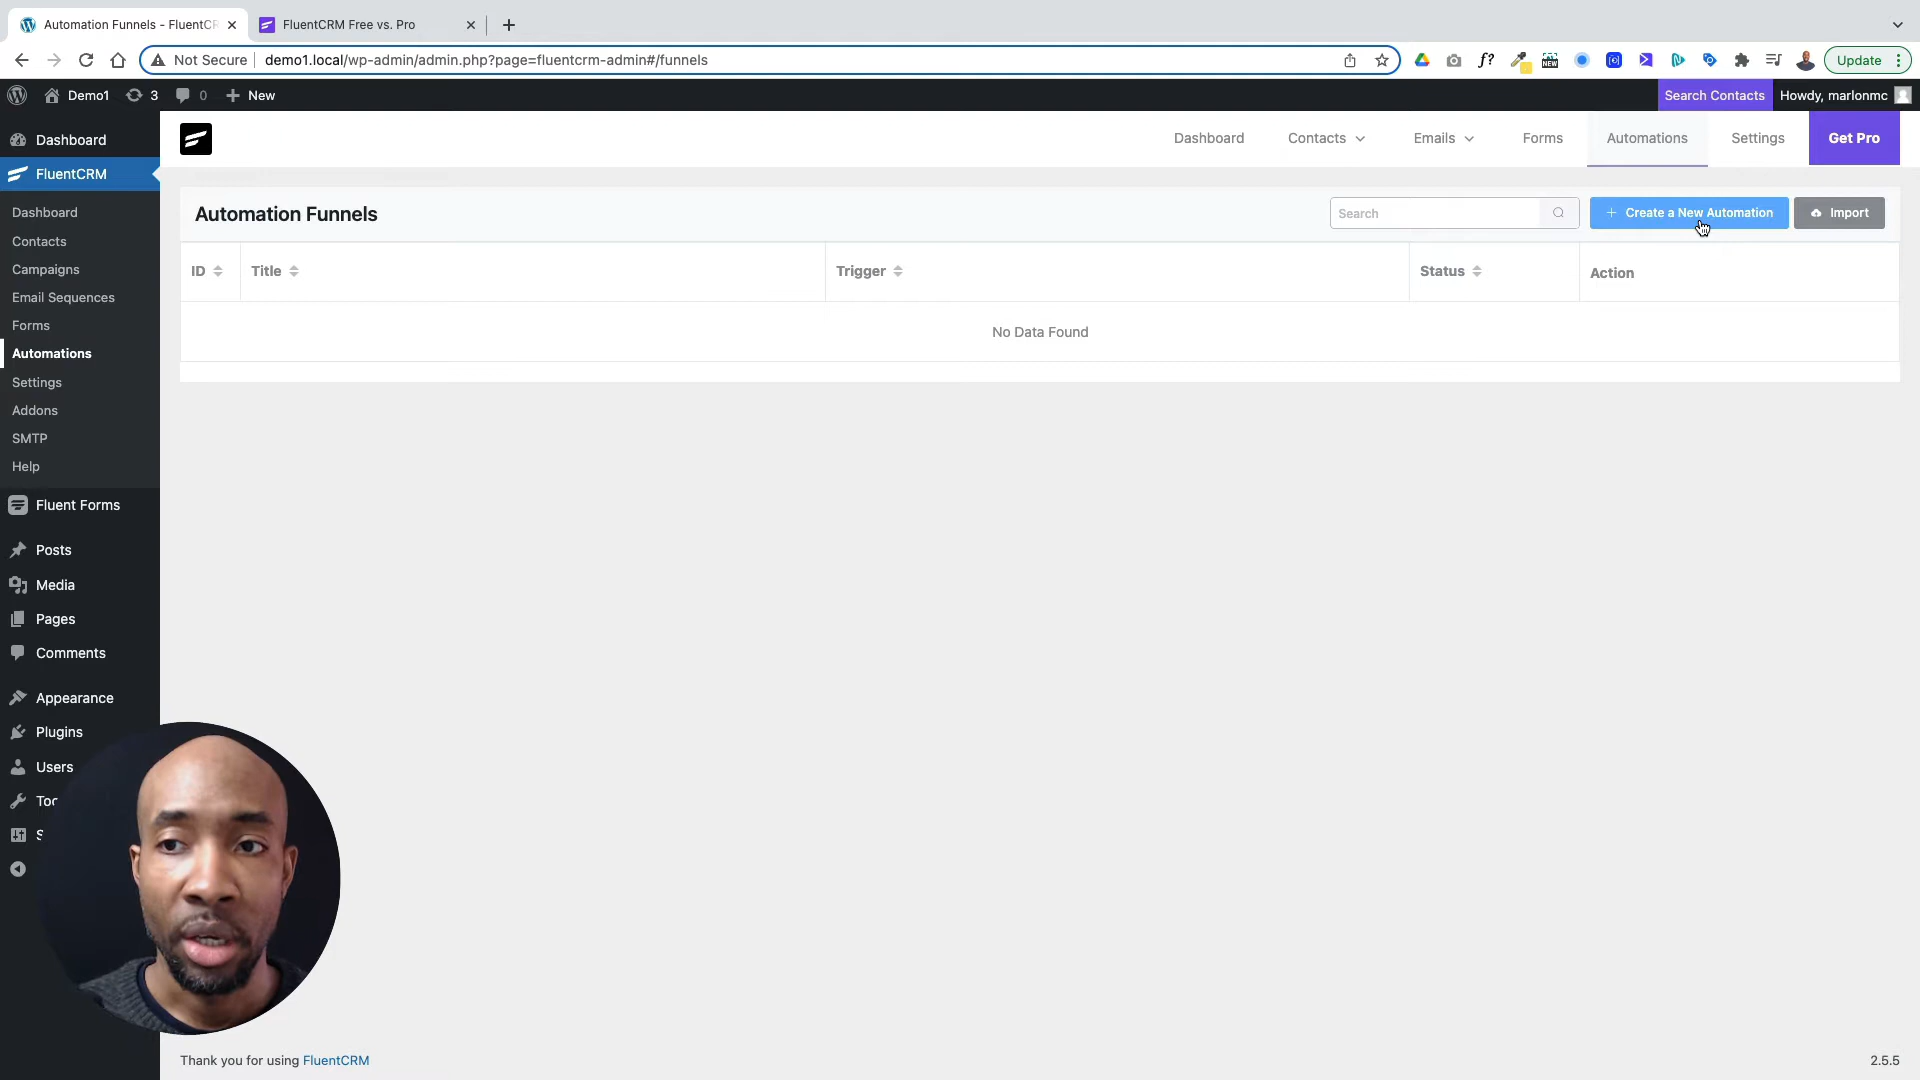 Automation Funnels - FluentCR
FluentCRM Free vs. Pro
Not Secure demo1.local/wp-admin/admin.php?page=fluentcrm-admin#/funnels
f?
NEW
Update
Demo1 3 0 New
Search Contacts Howdy, marlonmc
Dashboard
FluentCRM
Dashboard
Contacts
Campaigns
Email Sequences
Forms
Automations
Settings
Addons
SMTP
Help
Fluent Forms
Posts
Media
Pages
Comments
Appearance
Plugins
Users
Too
S
Dashboard Contacts Emails Forms Automations Settings Get Pro
Automation Funnels
Search
Create a New Automation
Import
ID Title Trigger Status Action
No Data Found
Thank you for using FluentCRM
2.5.5